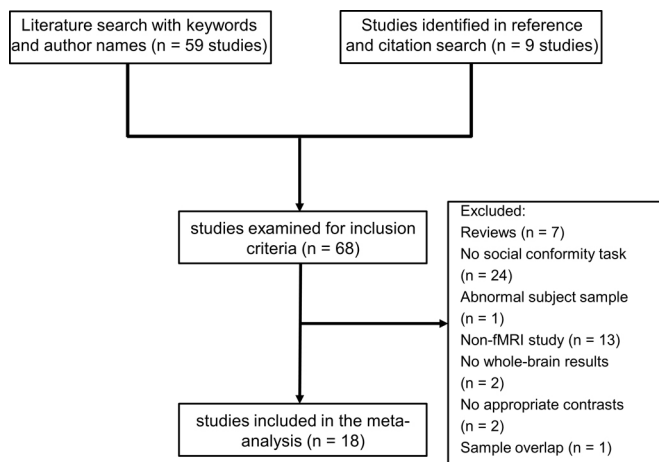 Literature search with keywords
and author names (n = 59 studies)
Studies identified in reference
and citation search (n = 9 studies)
studies examined for inclusion
criteria (n = 68)
Excluded:
Reviews (n = 7)
No social conformity task
(n = 24)
Abnormal subject sample
(n = 1)
Non-fMRI study (n = 13)
No whole-brain results
(n = 2)
No appropriate contrasts
(n = 2)
Sample overlap (n = 1)
studies included in the meta-
analysis (n = 18)